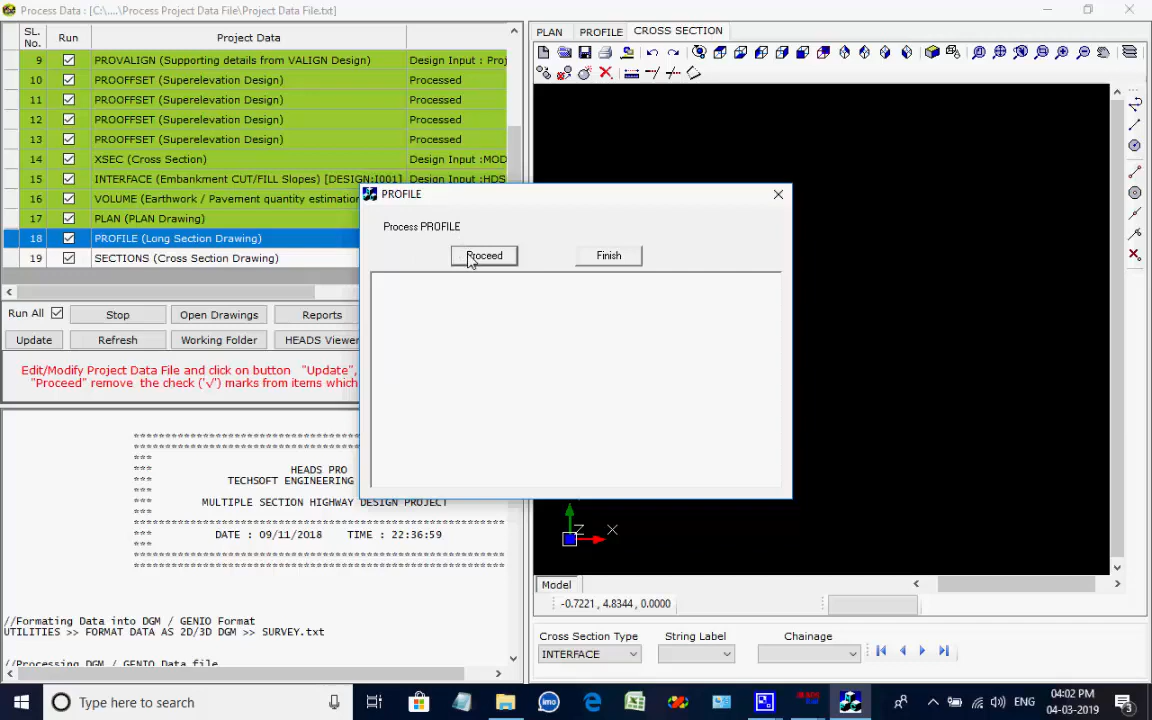 Process Data : [C:\....\Process Project Data File\Project Data File.txt]
SL. No. Run Project Data
9 PROVALIGN (Supporting details from VALIGN Design) Design Input : Proj
10 PROOFFSET (Superelevation Design) Processed
11 PROOFFSET (Superelevation Design) Processed
12 PROOFFSET (Superelevation Design) Processed
13 PROOFFSET (Superelevation Design) Processed
14 XSEC (Cross Section) Design Input :MOD
15 INTERFACE (Embankment CUT/FILL Slopes) [DESIGN:I001] Design Input :HDS
16 VOLUME (Earthwork / Pavement quantity estimation
17 PLAN (PLAN Drawing)
18 PROFILE (Long Section Drawing)
19 SECTIONS (Cross Section Drawing)
Run All Stop Open Drawings Reports
Update Refresh Working Folder HEADS Viewer
Edit/Modify Project Data File and click on button "Update",
"Proceed" remove the check ('√') marks from items which
******************************************
******************************************
***
*** HEADS PRO
*** TECHSOFT ENGINEERING
***
*** MULTIPLE SECTION HIGHWAY DESIGN PROJECT
***
*** DATE : 09/11/2018 TIME : 22:36:59
***
//Formating Data into DGM / GENIO Format
UTILITIES >> FORMAT DATA AS 2D/3D DGM >> SURVEY.txt
//Processing DGM / GENIO Data file
PROFILE
Process PROFILE
Proceed Finish
PLAN PROFILE CROSS SECTION
Z X
Model
-0.7221 , 4.8344 , 0.0000
Cross Section Type String Label Chainage
INTERFACE
Type here to search
imo
ENG
04:02 PM
04-03-2019
3